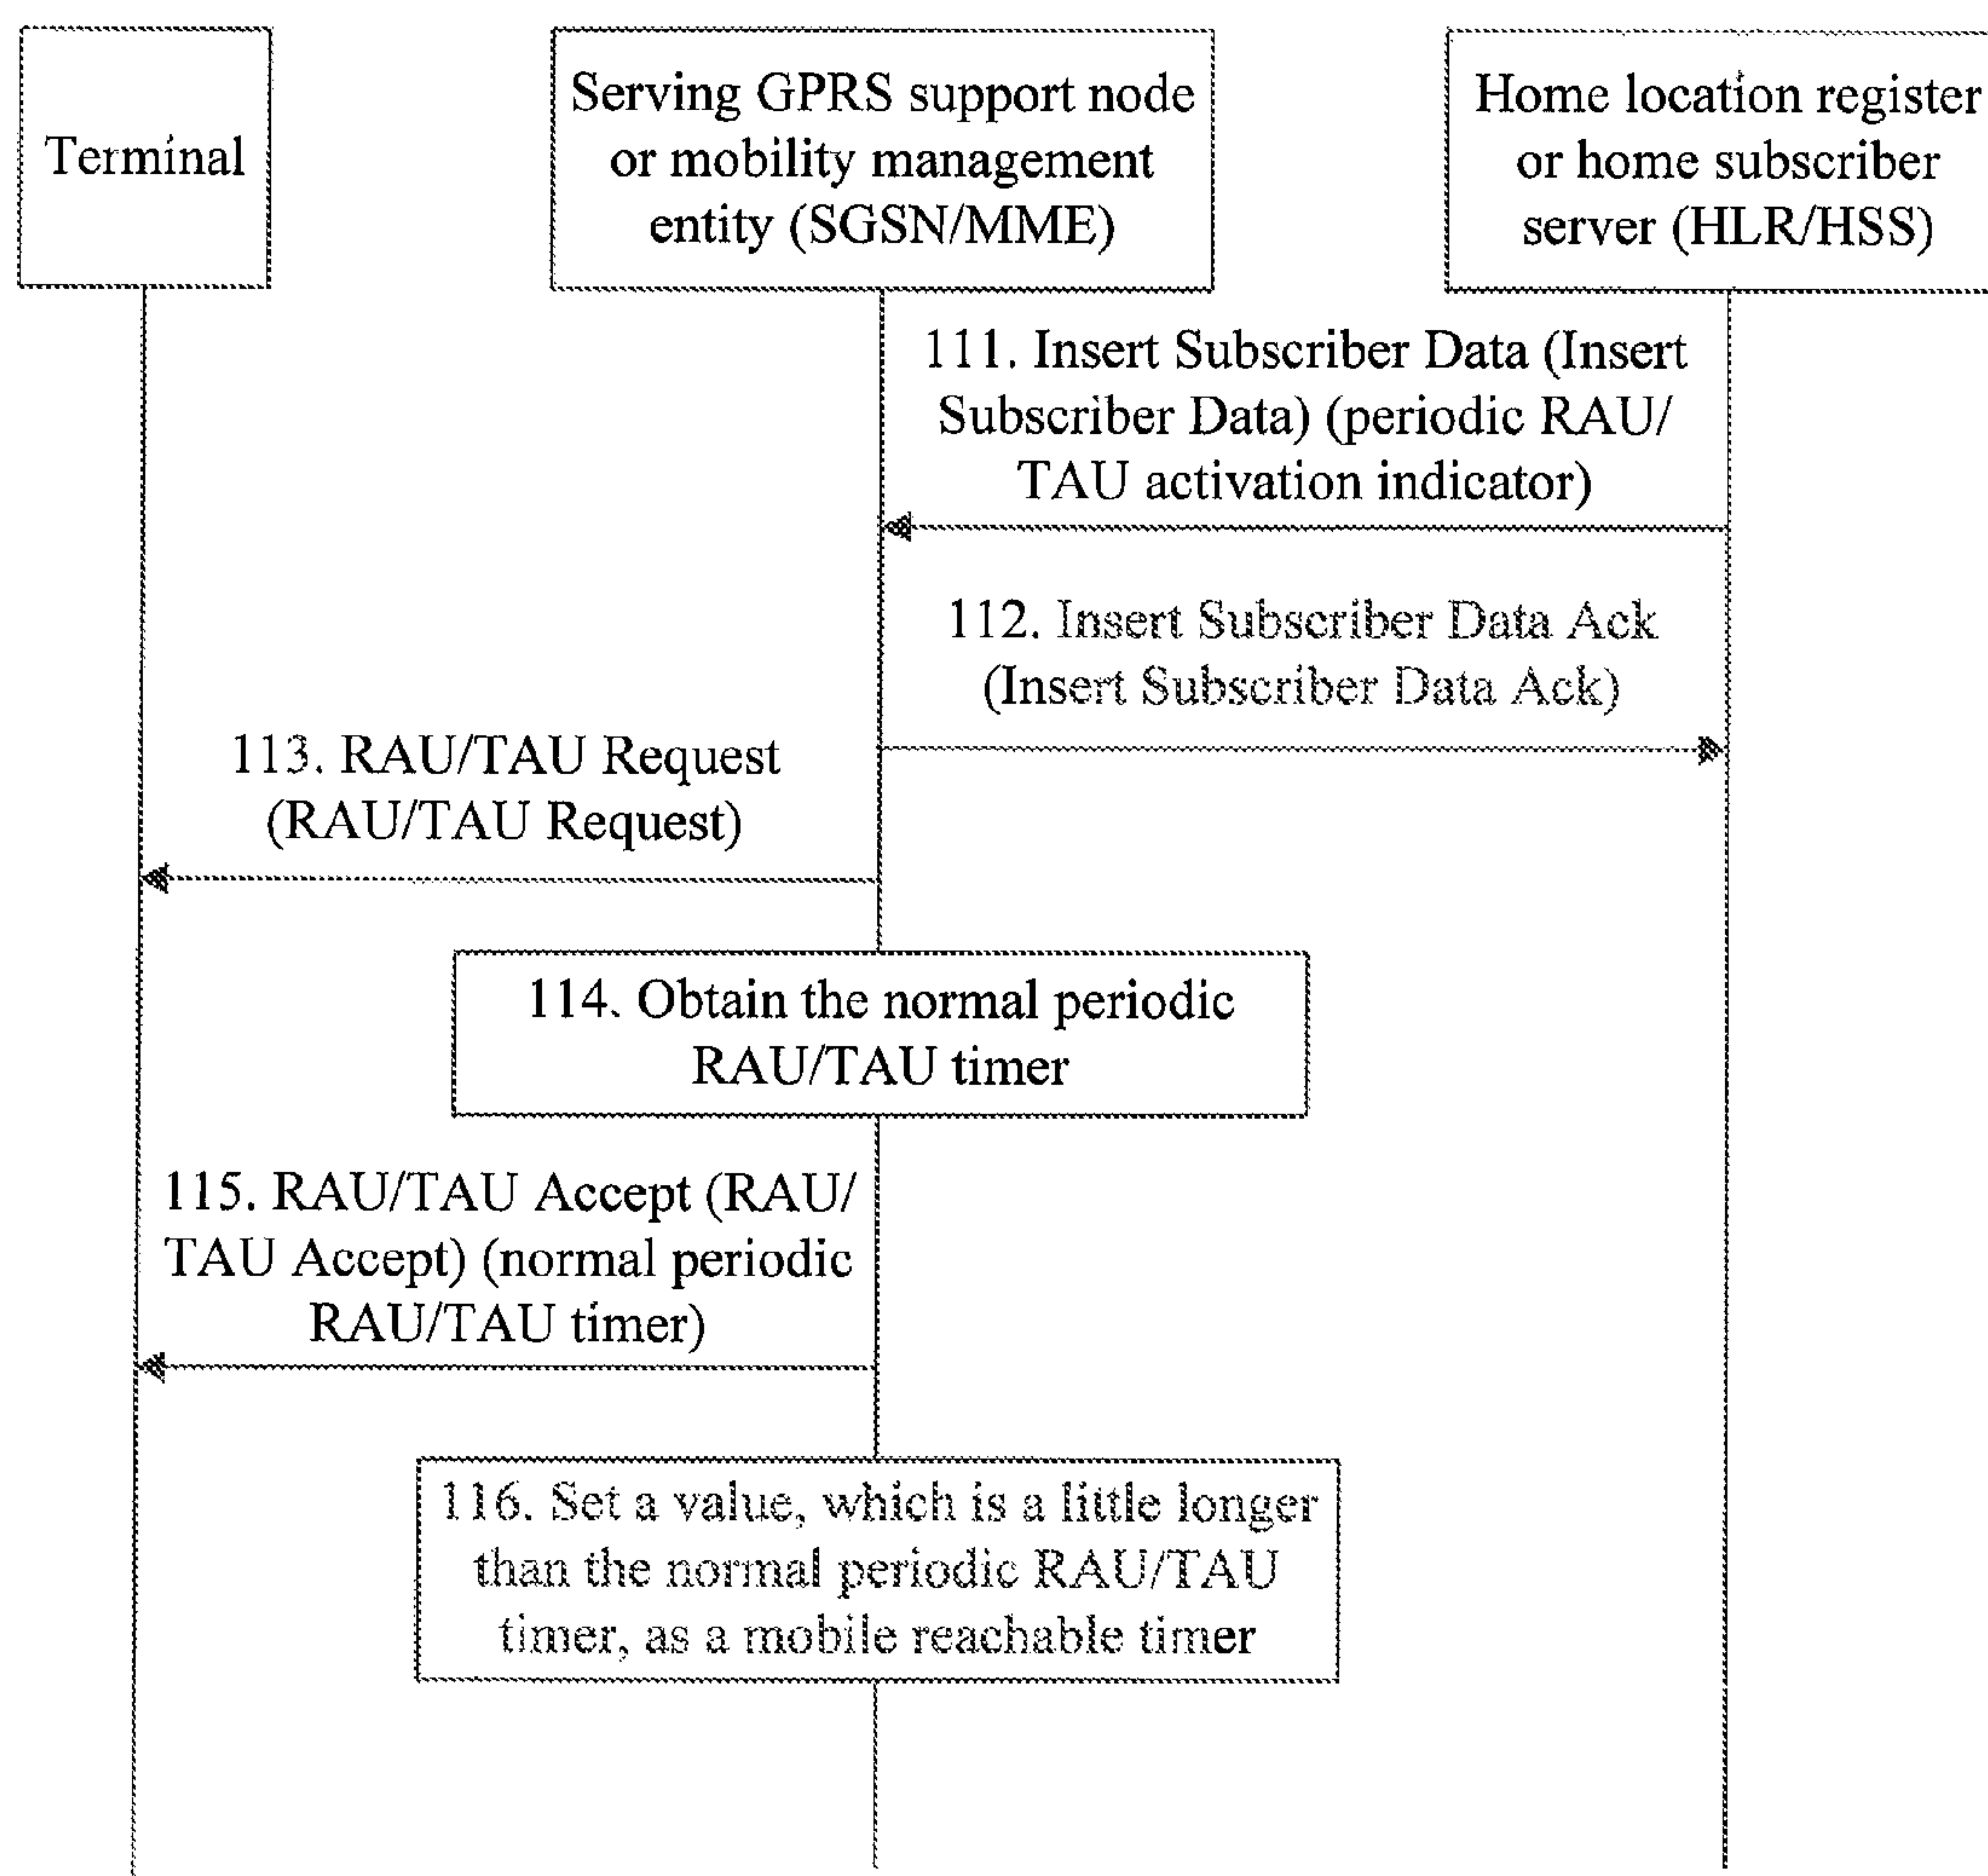 Terminal
Serving GPRS support node
or mobility management
entity (SGSN/MME)
Home location register
or home subscriber
server (HLR/HSS)
111. Insert Subscriber Data (Insert
Subscriber Data) (periodic RAU/
TAU activation indicator)
112. Insert Subscriber Data Ack
(Insert Subscriber Data Ack)
113. RAU/TAU Request
(RAU/TAU Request)
114. Obtain the normal periodic
RAU/TAU timer
115. RAU/TAU Accept (RAU/
TAU Accept) (normal periodic
RAU/TAU timer)
116. Set a value, which is a little longer
than the normal periodic RAU/TAU
timer, as a mobile reachable timer